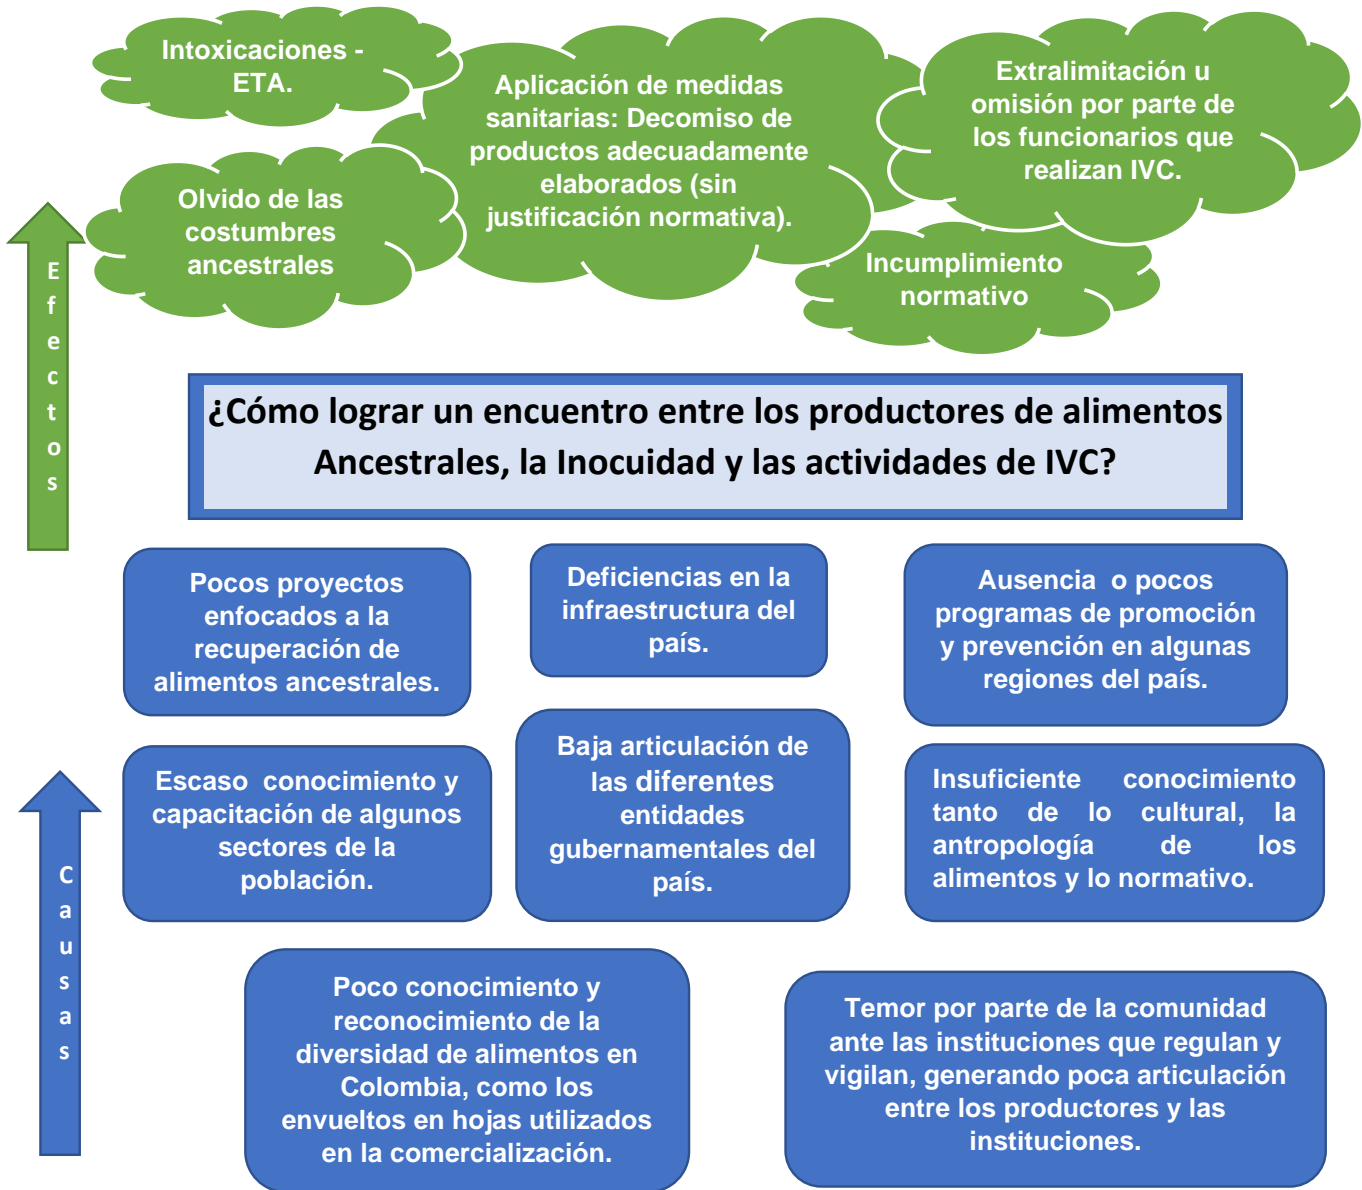 Intoxicaciones -
ETA.
Aplicación de medidas
sanitarias: Decomiso de
productos adecuadamente
elaborados (sin
justificación normativa).
Extralimitación u
omisión por parte de
los funcionarios que
realizan IVC.
Olvido de las
costumbres
ancestrales
Incumplimiento
normativo
E
f
e
c
t
o
s
¿Cómo lograr un encuentro entre los productores de alimentos
Ancestrales, la Inocuidad y las actividades de IVC?
Pocos proyectos
enfocados a la
recuperación de
alimentos ancestrales.
Deficiencias en la
infraestructura del
país.
Ausencia o pocos
programas de promoción
y prevención en algunas
regiones del país.
Escaso conocimiento y
capacitación de algunos
sectores de la
población.
Baja articulación de
las diferentes
entidades
gubernamentales del
país.
Insuficiente conocimiento
tanto de lo cultural, la
antropología de los
alimentos y lo normativo.
C
a
u
s
a
s
Poco conocimiento y
reconocimiento de la
diversidad de alimentos en
Colombia, como los
envueltos en hojas utilizados
en la comercialización.
Temor por parte de la comunidad
ante las instituciones que regulan y
vigilan, generando poca articulación
entre los productores y las
instituciones.